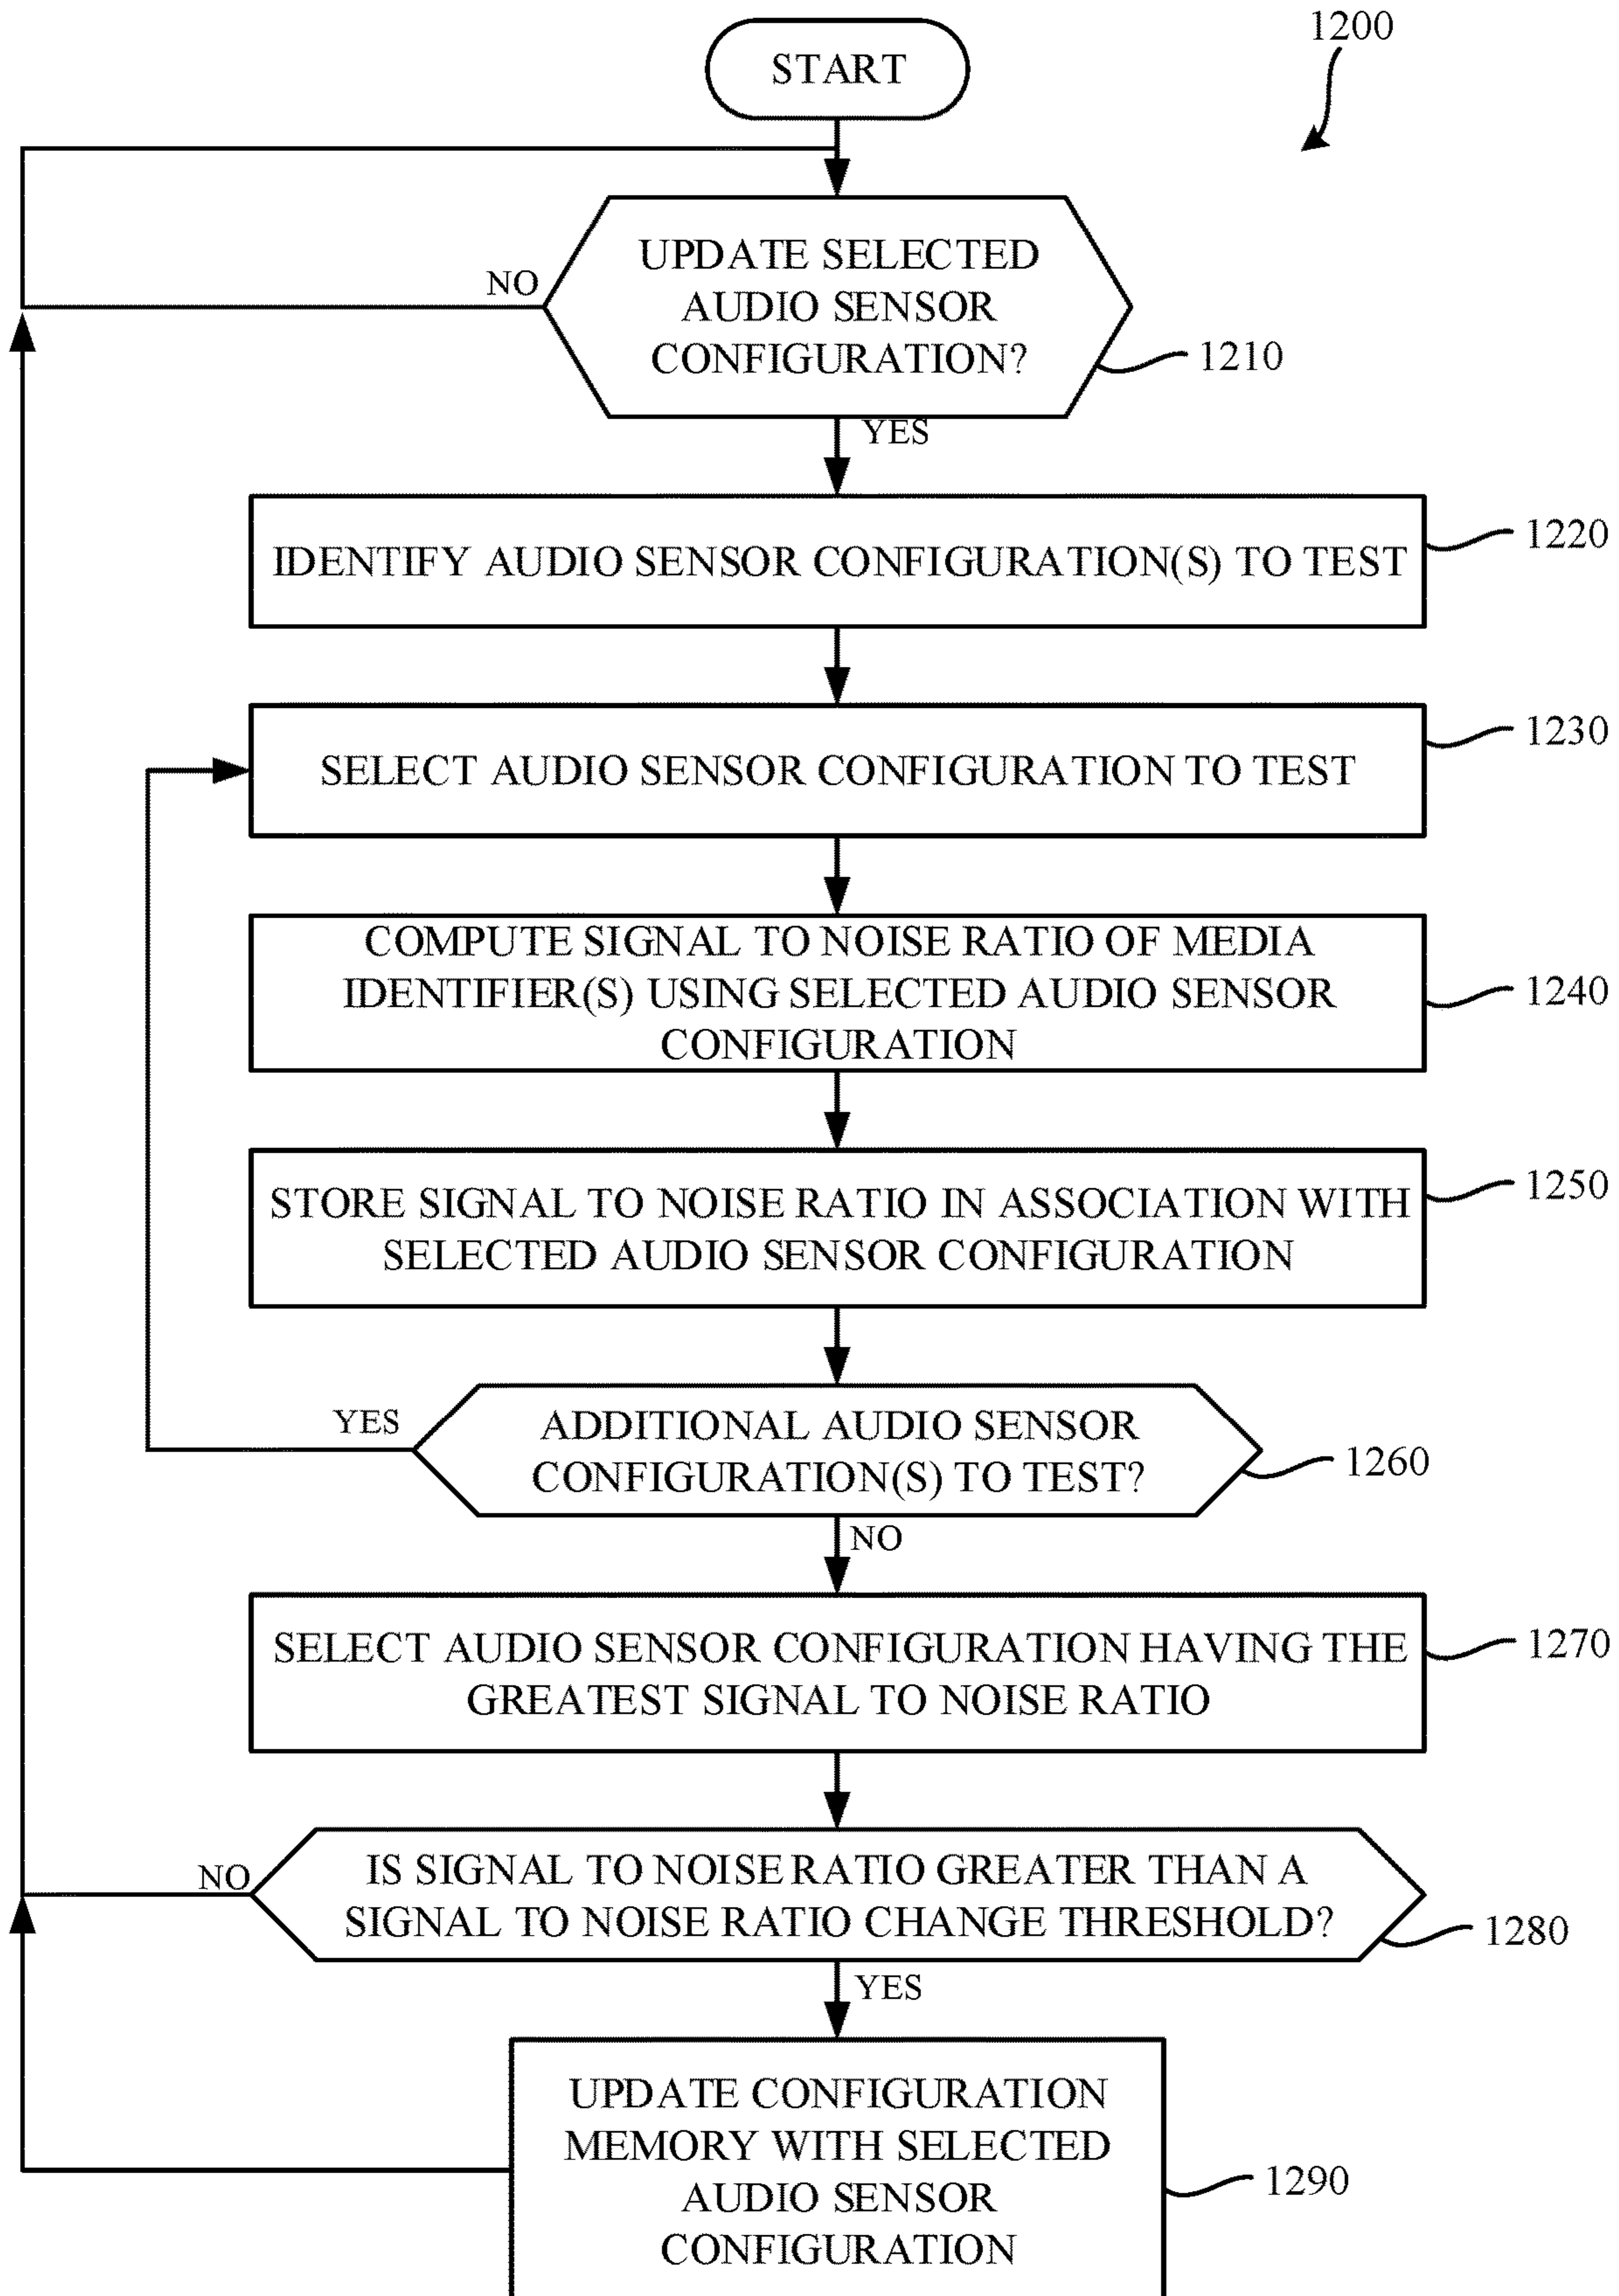 1200
START
UPDATE SELECTED
AUDIO SENSOR
CONFIGURATION?
NO
1210
YES
IDENTIFY AUDIO SENSOR CONFIGURATION(S) TO TEST
1220
SELECT AUDIO SENSOR CONFIGURATION TO TEST
1230
COMPUTE SIGNAL TO NOISE RATIO OF MEDIA
IDENTIFIER(S) USING SELECTED AUDIO SENSOR
CONFIGURATION
1240
STORE SIGNAL TO NOISE RATIO IN ASSOCIATION WITH
SELECTED AUDIO SENSOR CONFIGURATION
1250
YES
ADDITIONAL AUDIO SENSOR
CONFIGURATION(S) TO TEST?
1260
NO
SELECT AUDIO SENSOR CONFIGURATION HAVING THE
GREATEST SIGNAL TO NOISE RATIO
1270
NO
IS SIGNAL TO NOISE RATIO GREATER THAN A
SIGNAL TO NOISE RATIO CHANGE THRESHOLD?
1280
YES
UPDATE CONFIGURATION
MEMORY WITH SELECTED
AUDIO SENSOR
CONFIGURATION
1290